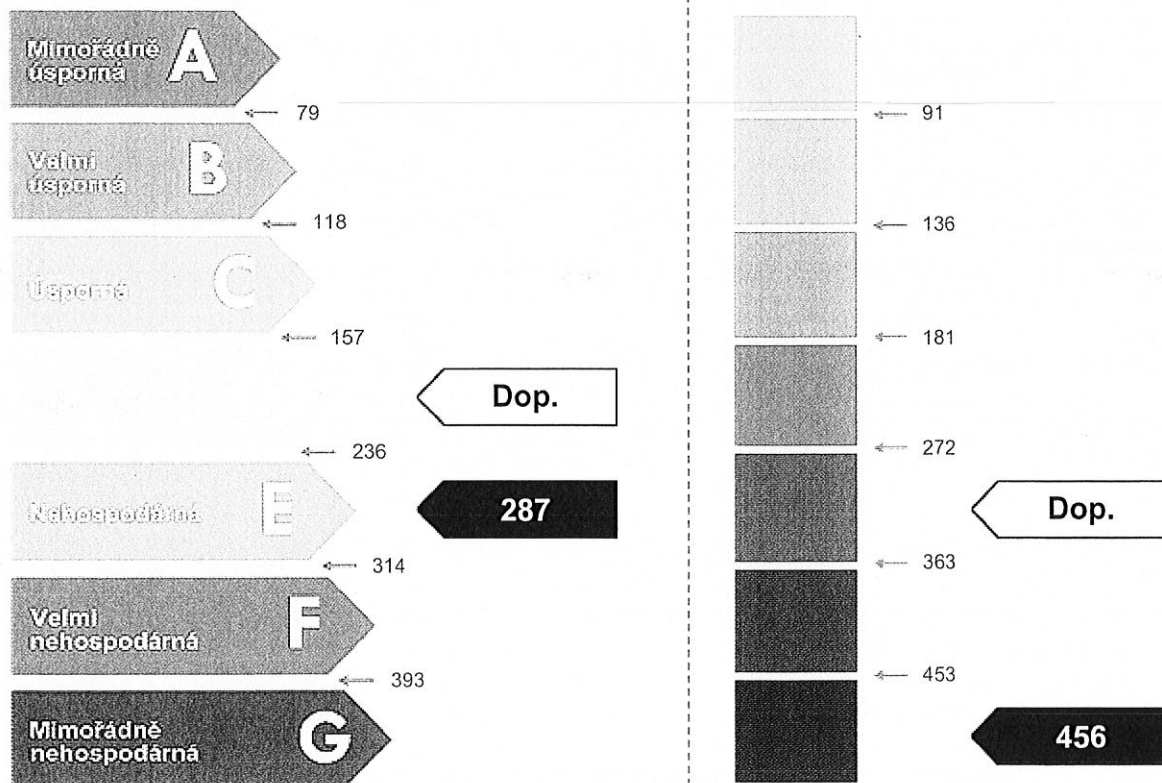 Mimořádně
úsporná
A
79
Velmi
úsporná
B
118
Úsporná
C
157
Dop.
236
Nehospodárná
E
287
314
Velmi
nehospodárná
F
393
Mimořádně
nehospodárná
G
91
136
181
272
Dop.
363
453
456